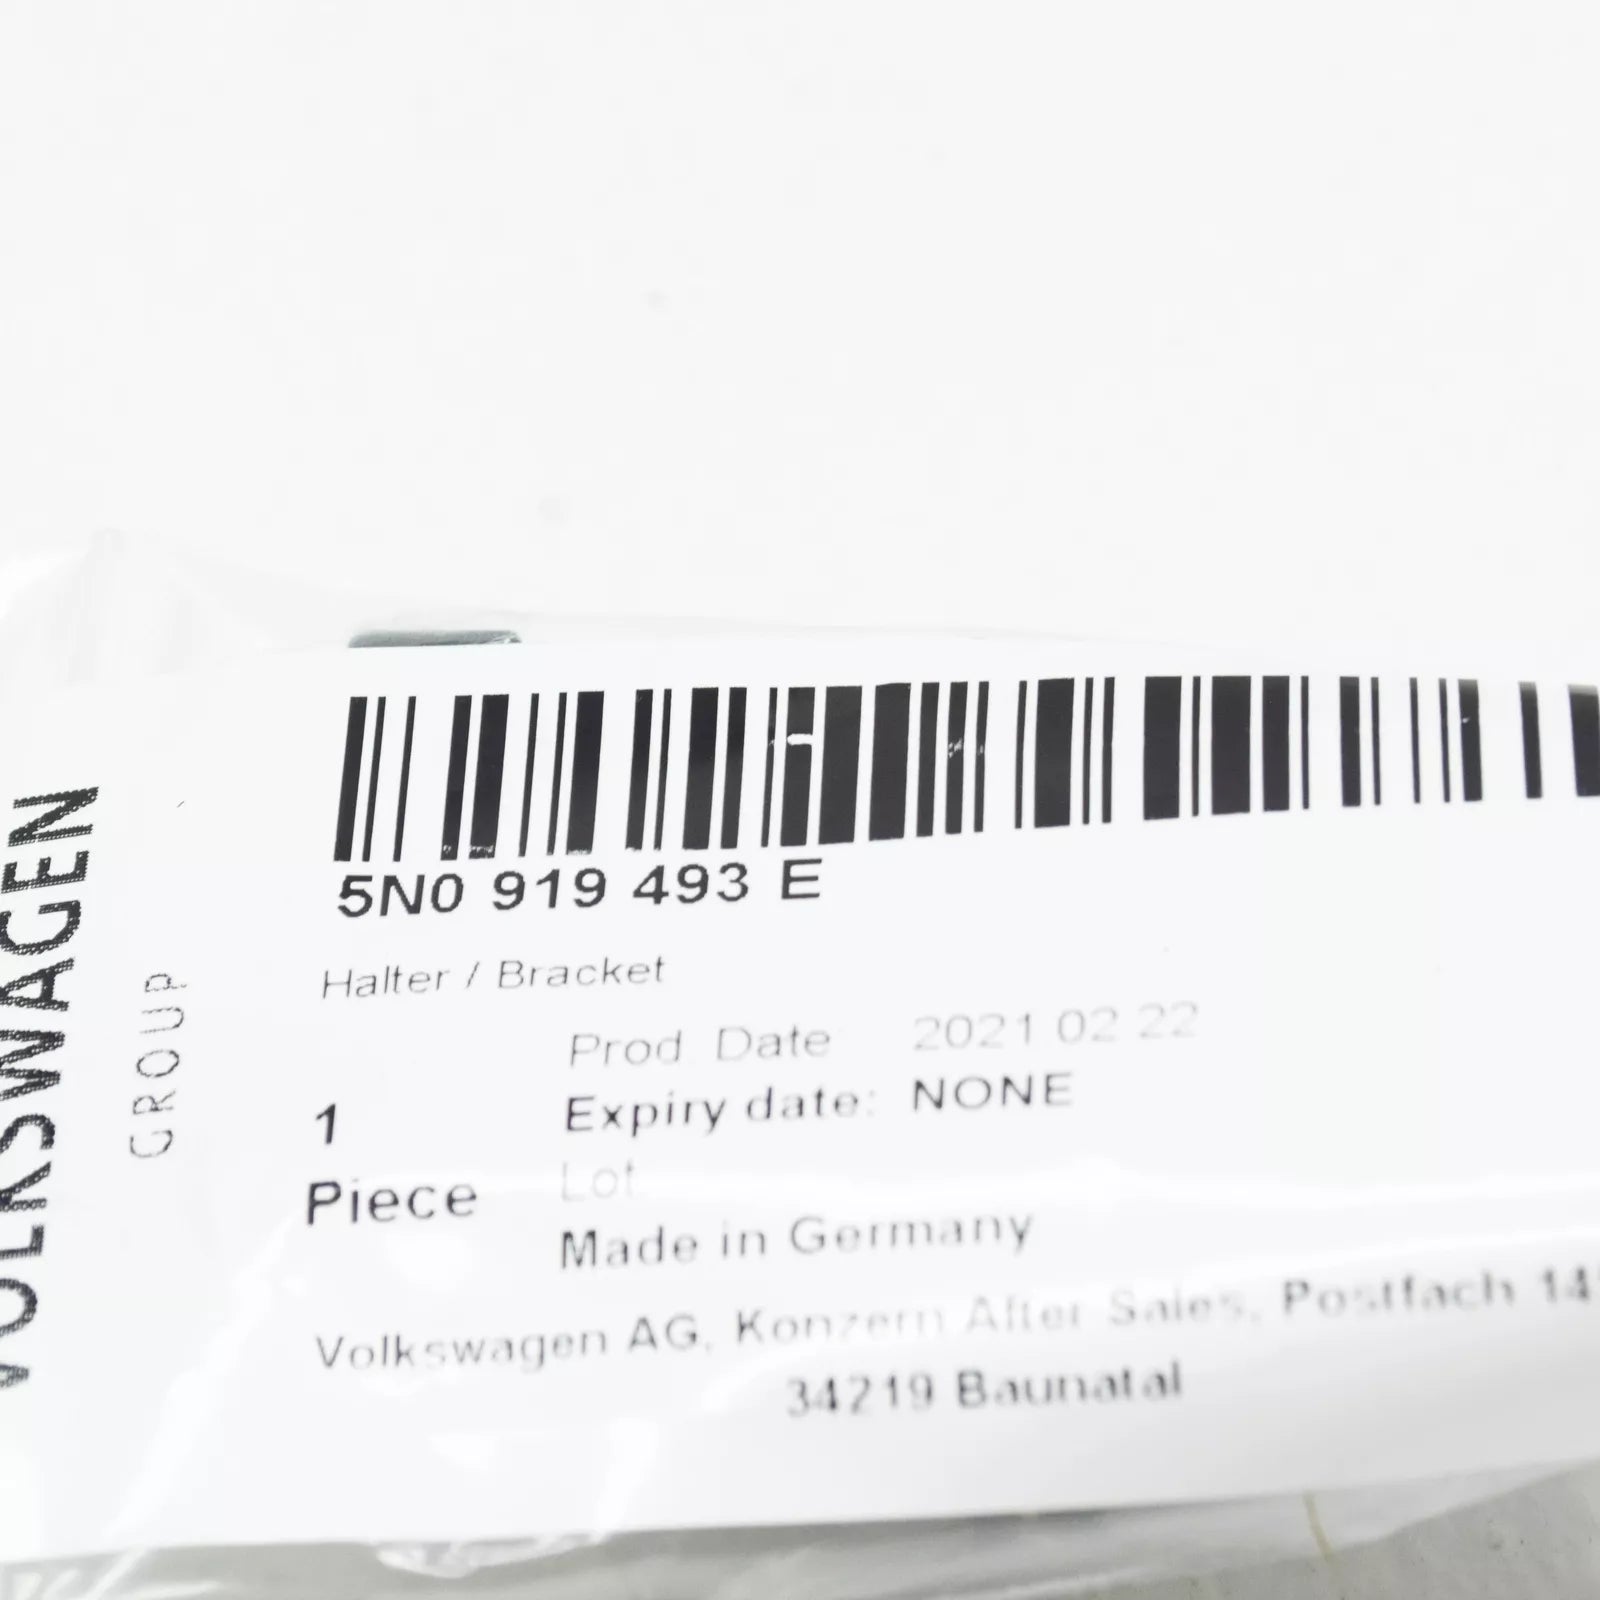 VOLKSWAGEN
GROUP
5N0 919 493 E
Halter / Bracket
Prod. Date 2021 02 22
Expiry date: NONE
1
Piece
Lot
Made in Germany
Volkswagen AG, Konzern After Sales, Postfach
34219 Baunatal